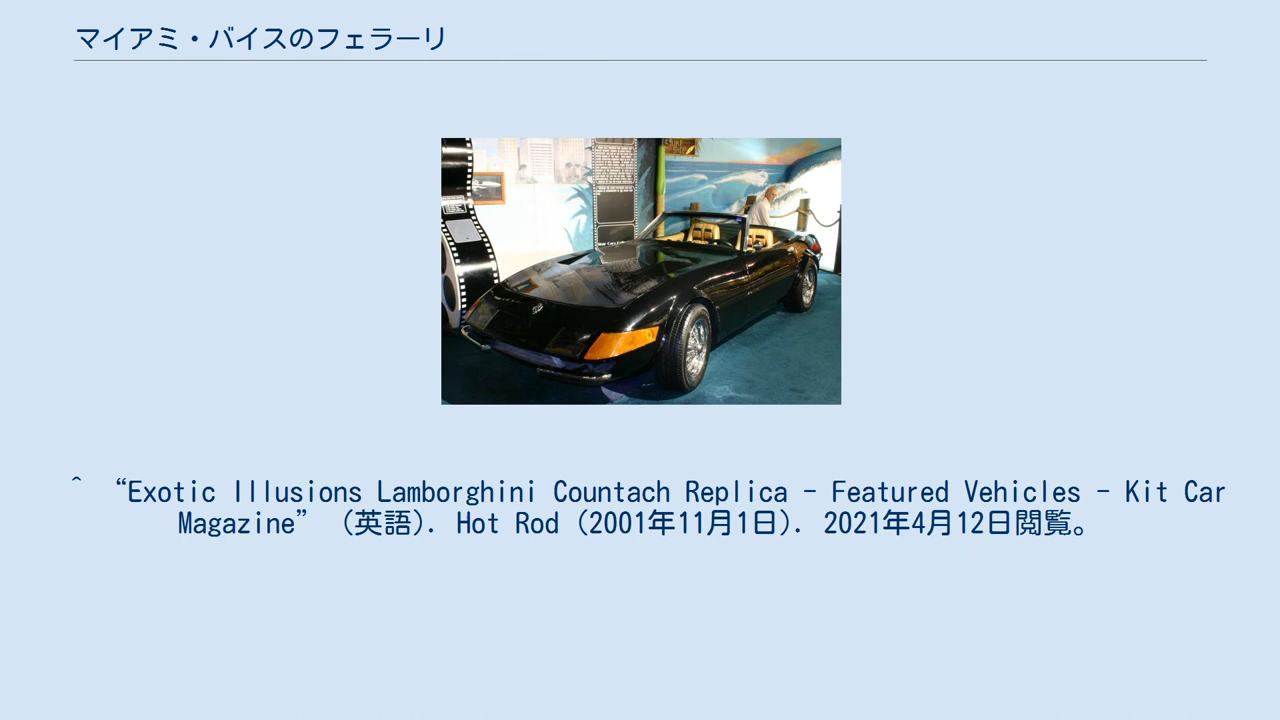 マイアミ・バイスのフェラーリ
^ “Exotic Illusions Lamborghini Countach Replica - Featured Vehicles - Kit Car
Magazine” (英語). Hot Rod (2001年11月1日). 2021年4月12日閲覧。